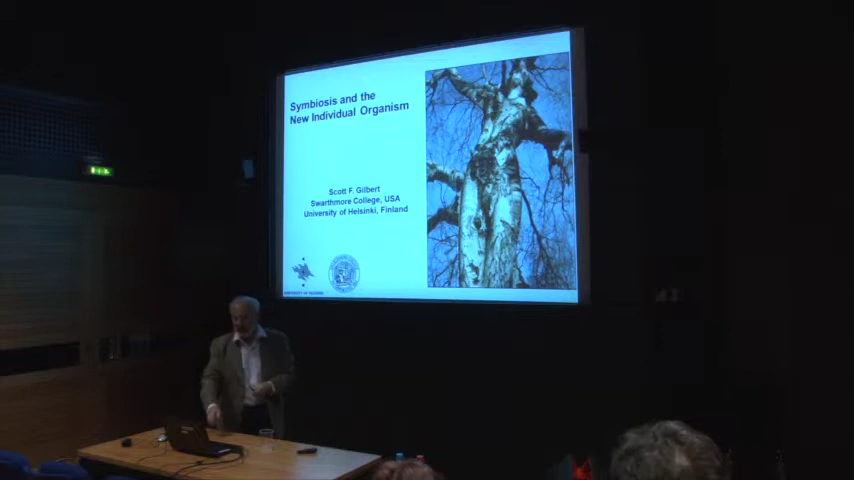 Symbiosis and the
New Individual Organism
Scott F. Gilbert
Swarthmore College, USA
University of Helsinki, Finland